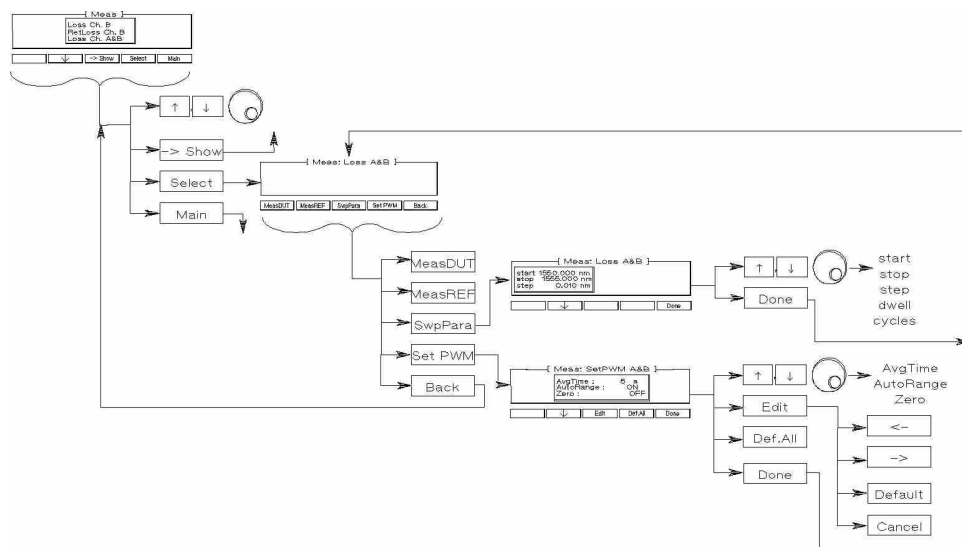 [ Meas ]
Loss Ch. B
RetLoss Ch. B
Loss Ch. A&B
↓ -> Show Select Main
↑ ↓
-> Show
Select
Main
[ Meas: Loss A&B ]
MeasDUT MeasREF SwpPara Set PWM Back
MeasDUT
MeasREF
SwpPara
Set PWM
Back
[ Meas: Loss A&B ]
start 1550.000 nm
stop 1555.000 nm
step 0.010 nm
↓ Done
↑ ↓
Done
start
stop
step
dwell
cycles
[ Meas: SetPWM A&B ]
AvgTime : 5 s
AutoRange : ON
Zero : OFF
↓ Edit Def.All Done
↑ ↓
Edit
Def.All
Done
AvgTime
AutoRange
Zero
<-
->
Default
Cancel